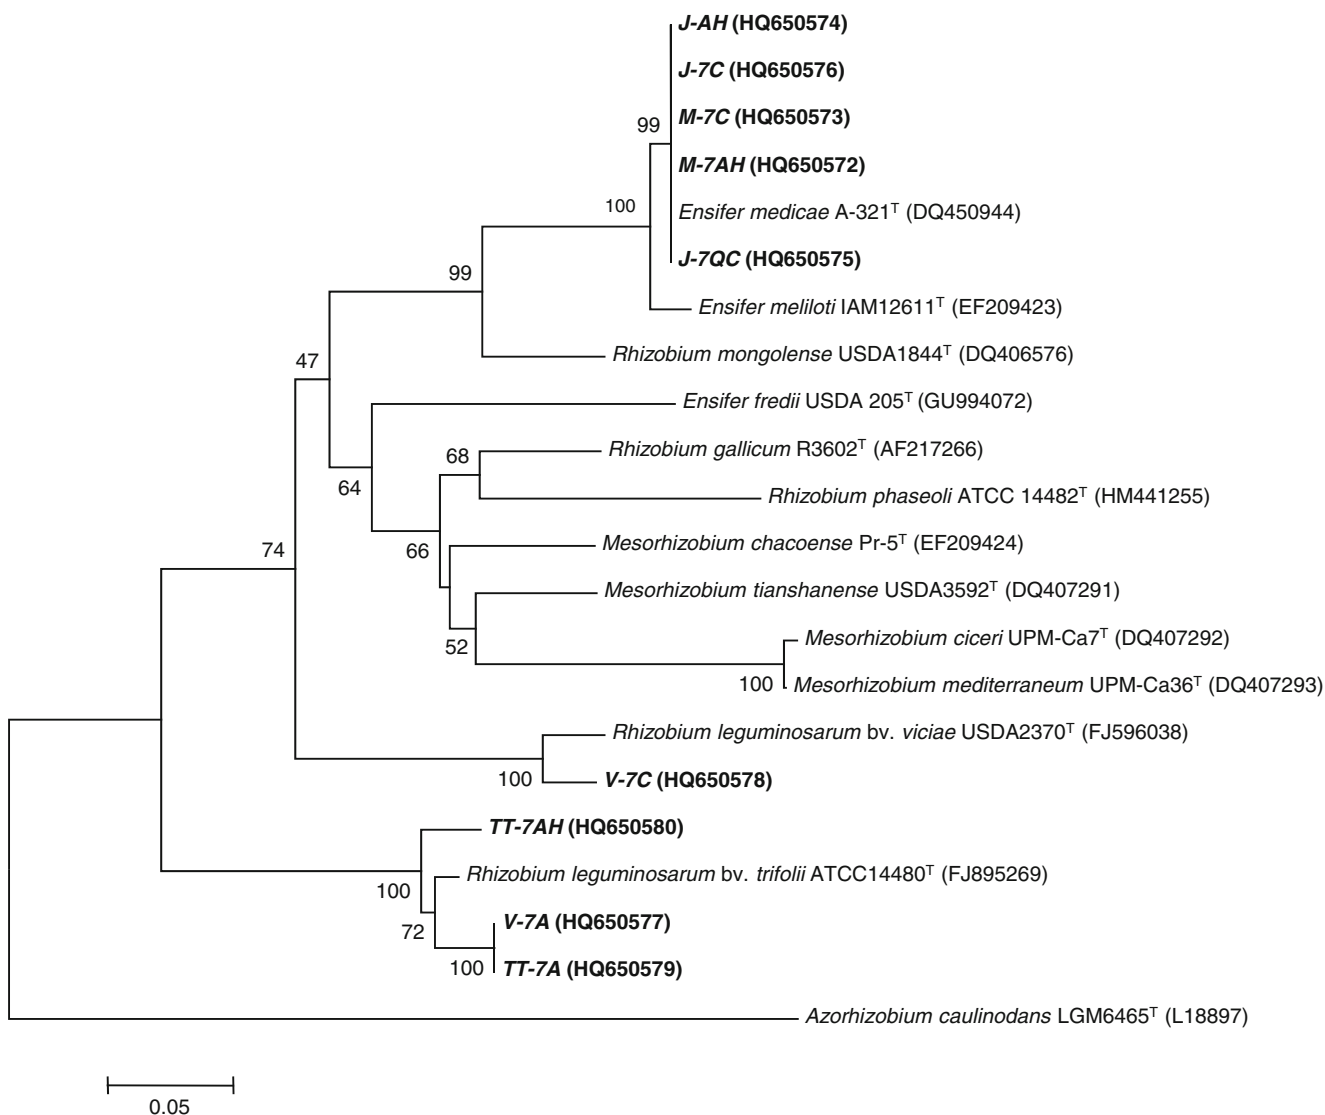 J-AH (HQ650574)
J-7C (HQ650576)
99
M-7C (HQ650573)
M-7AH (HQ650572)
100
Ensifer medicae A-321ᵀ (DQ450944)
J-7QC (HQ650575)
99
Ensifer meliloti IAM12611ᵀ (EF209423)
Rhizobium mongolense USDA1844ᵀ (DQ406576)
47
Ensifer fredii USDA 205ᵀ (GU994072)
Rhizobium gallicum R3602ᵀ (AF217266)
68
64
Rhizobium phaseoli ATCC 14482ᵀ (HM441255)
Mesorhizobium chacoense Pr-5ᵀ (EF209424)
74
66
Mesorhizobium tianshanense USDA3592ᵀ (DQ407291)
Mesorhizobium ciceri UPM-Ca7ᵀ (DQ407292)
52
100
Mesorhizobium mediterraneum UPM-Ca36ᵀ (DQ407293)
Rhizobium leguminosarum bv. viciae USDA2370ᵀ (FJ596038)
100
V-7C (HQ650578)
TT-7AH (HQ650580)
Rhizobium leguminosarum bv. trifolii ATCC14480ᵀ (FJ895269)
100
V-7A (HQ650577)
72
100
TT-7A (HQ650579)
Azorhizobium caulinodans LGM6465ᵀ (L18897)
0.05